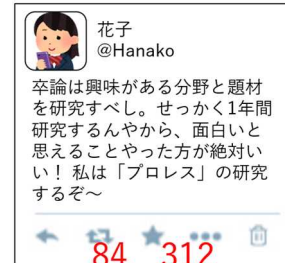 花子
@Hanako
卒論は興味がある分野と題材
を研究すべし。せっかく1年間
研究するんやから、面白いと
思えることやった方が絶対い
い！ 私は「プロレス」の研究
するぞ～
84 312